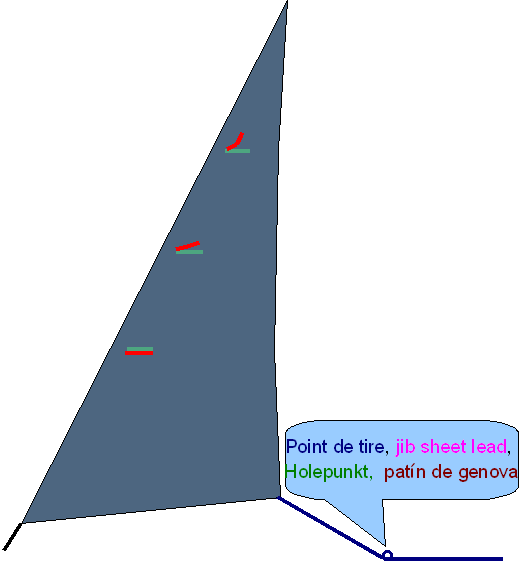 Point de tire, jib sheet lead,
Holepunkt, patín de genova